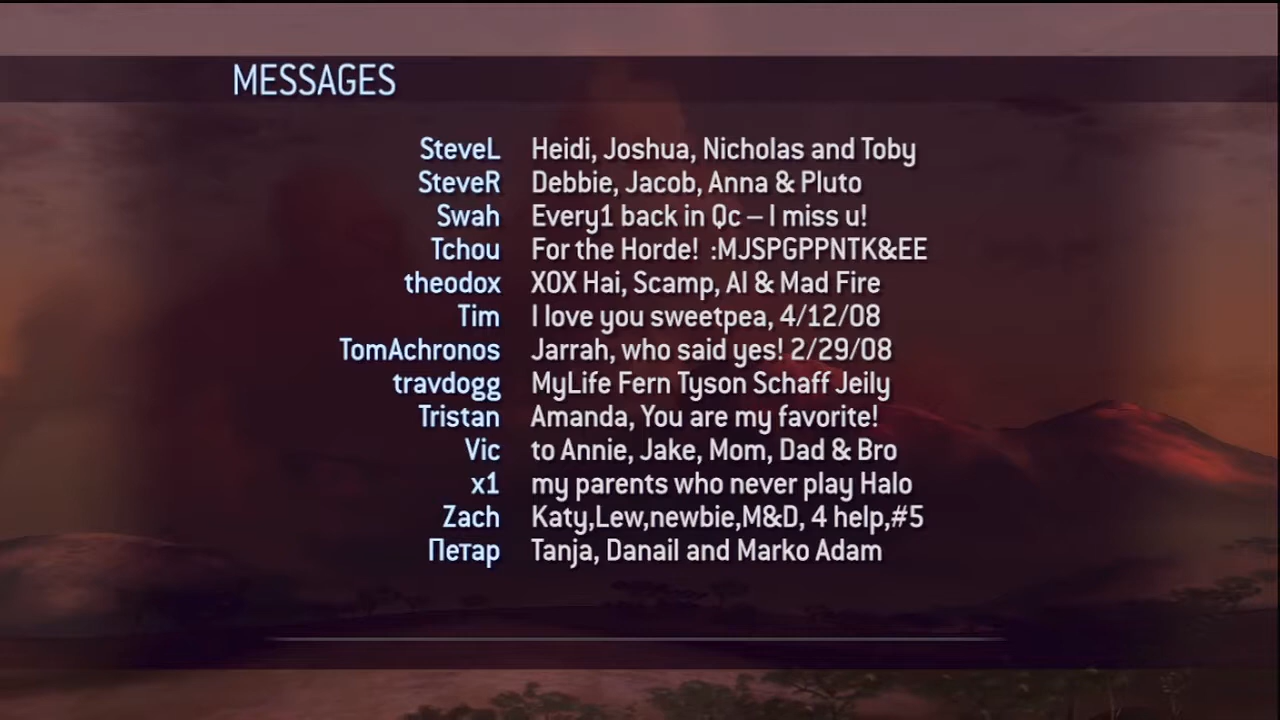 MESSAGES
SteveL Heidi, Joshua, Nicholas and Toby
SteveR Debbie, Jacob, Anna & Pluto
Swah Every1 back in Qc – I miss u!
Tchou For the Horde! :MJSPGPPNTK&EE
theodox XOX Hai, Scamp, Al & Mad Fire
Tim I love you sweetpea, 4/12/08
TomAchronos Jarrah, who said yes! 2/29/08
travdogg MyLife Fern Tyson Schaff Jeily
Tristan Amanda, You are my favorite!
Vic to Annie, Jake, Mom, Dad & Bro
x1 my parents who never play Halo
Zach Katy,Lew,newbie,M&D, 4 help,#5
Петар Tanja, Danail and Marko Adam